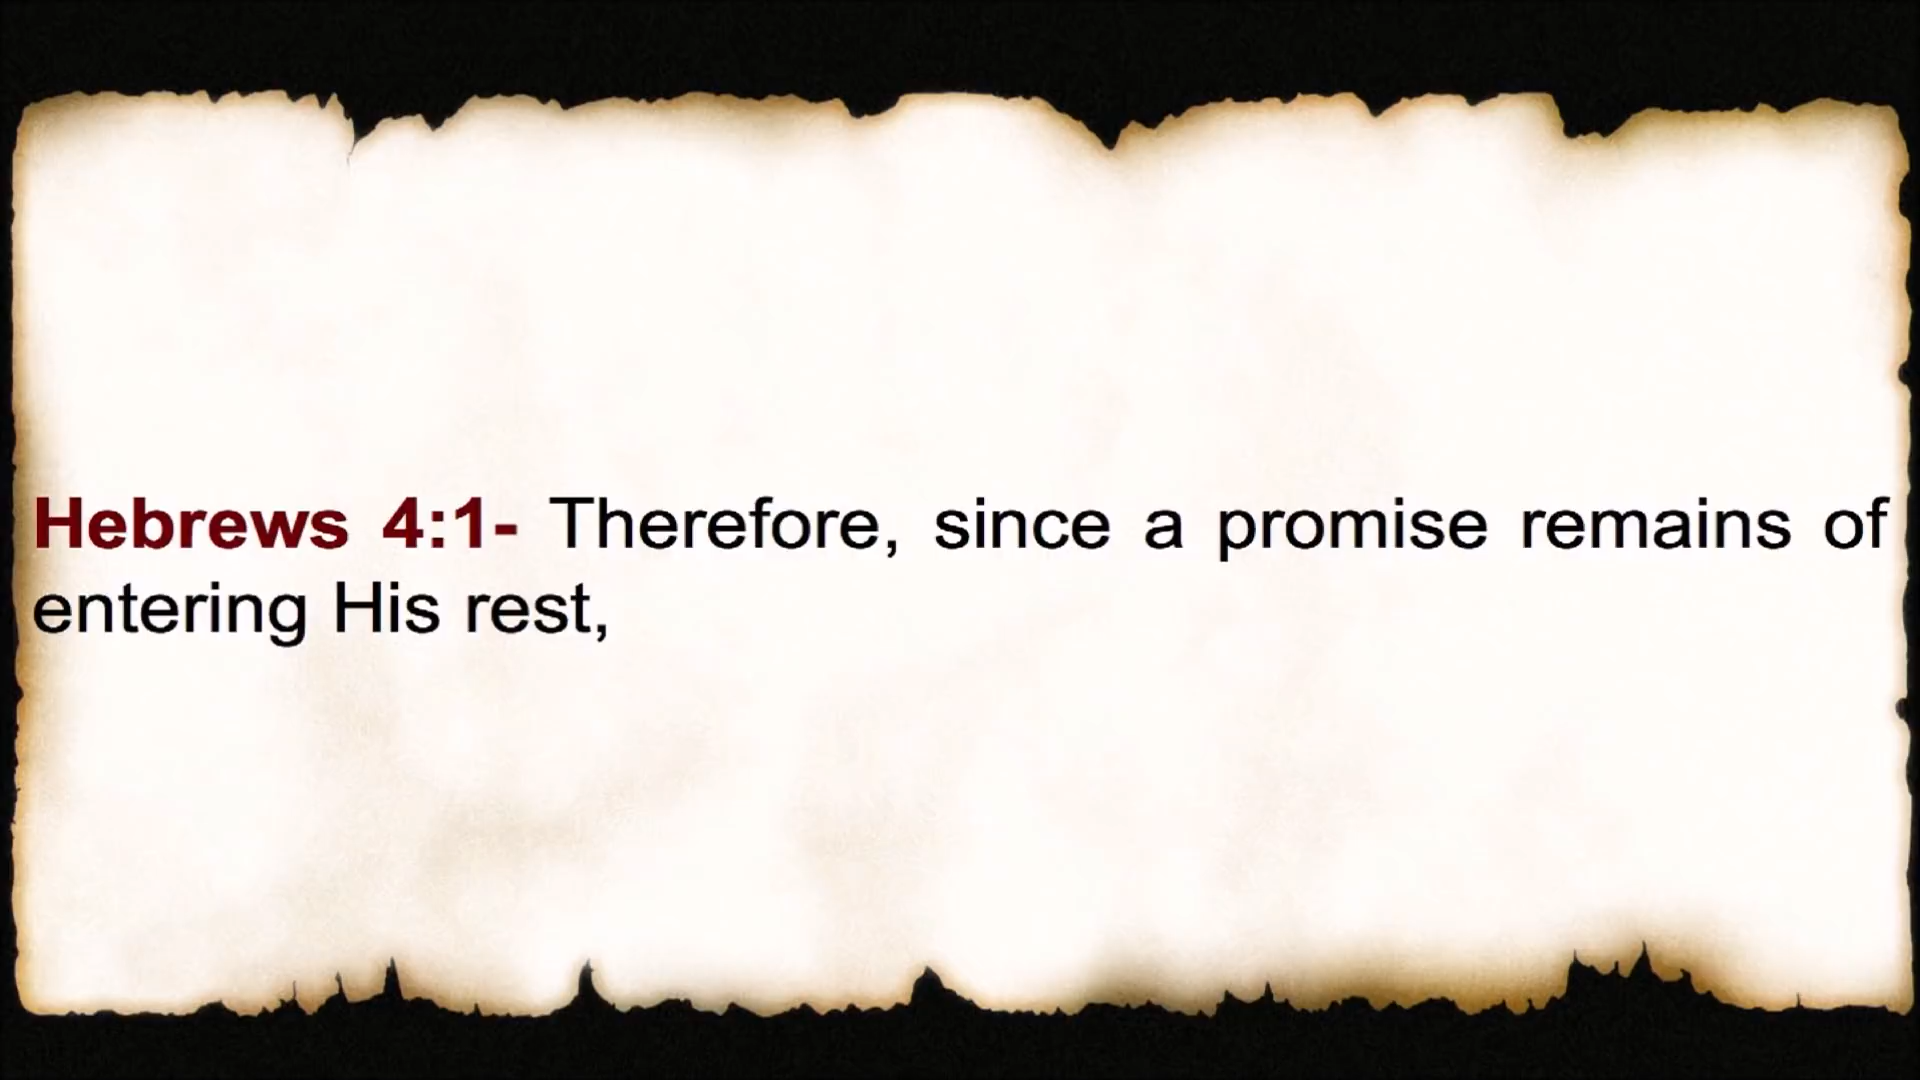 Hebrews 4:1- Therefore, since a promise remains of
entering His rest,